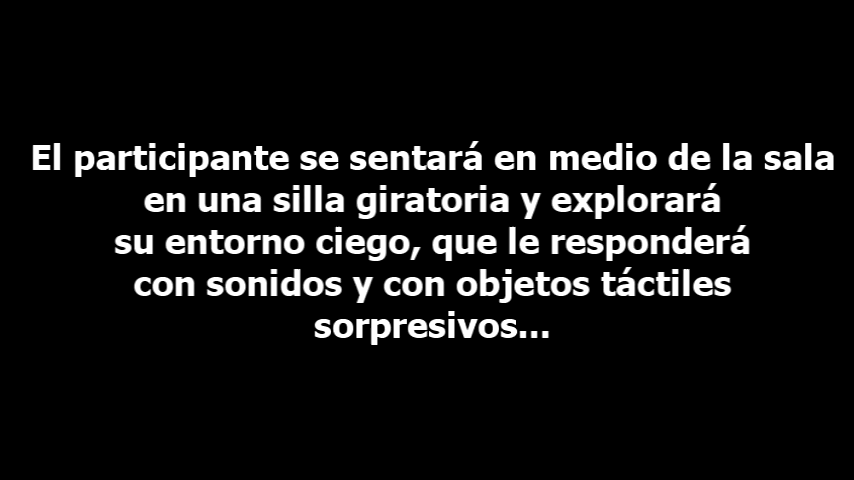 El participante se sentará en medio de la sala
en una silla giratoria y explorará
su entorno ciego, que le responderá
con sonidos y con objetos táctiles
sorpresivos...